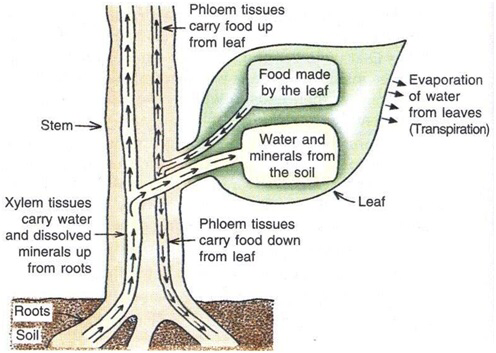 Phloem tissues
carry food up
from leaf
Food made
by the leaf
Evaporation
of water
from leaves
(Transpiration)
Stem
Water and
minerals from
the soil
Leaf
Xylem tissues
carry water
and dissolved
minerals up
from roots
Phloem tissues
carry food down
from leaf
Roots
Soil